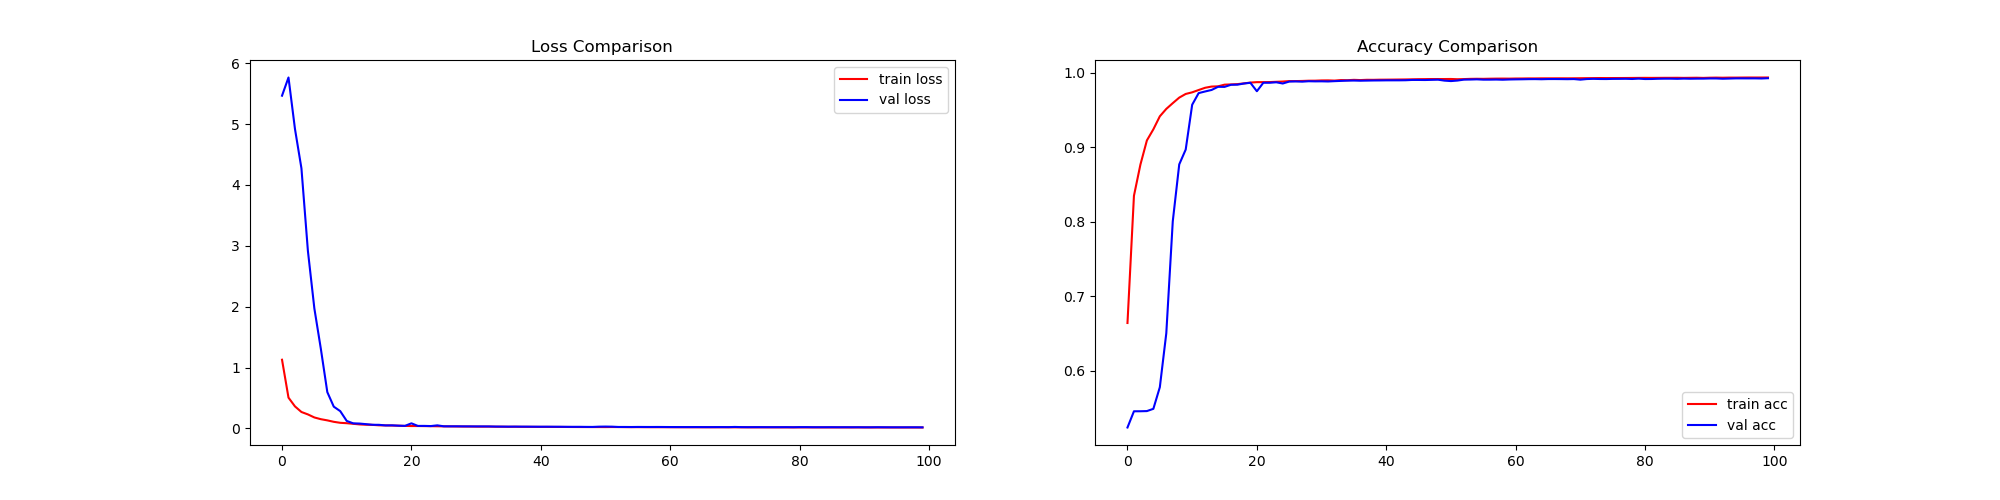 Loss Comparison
6
5
4
3
2
1
0
0 20 40 60 80 100
train loss
val loss
Accuracy Comparison
1.0
0.9
0.8
0.7
0.6
0 20 40 60 80 100
train acc
val acc